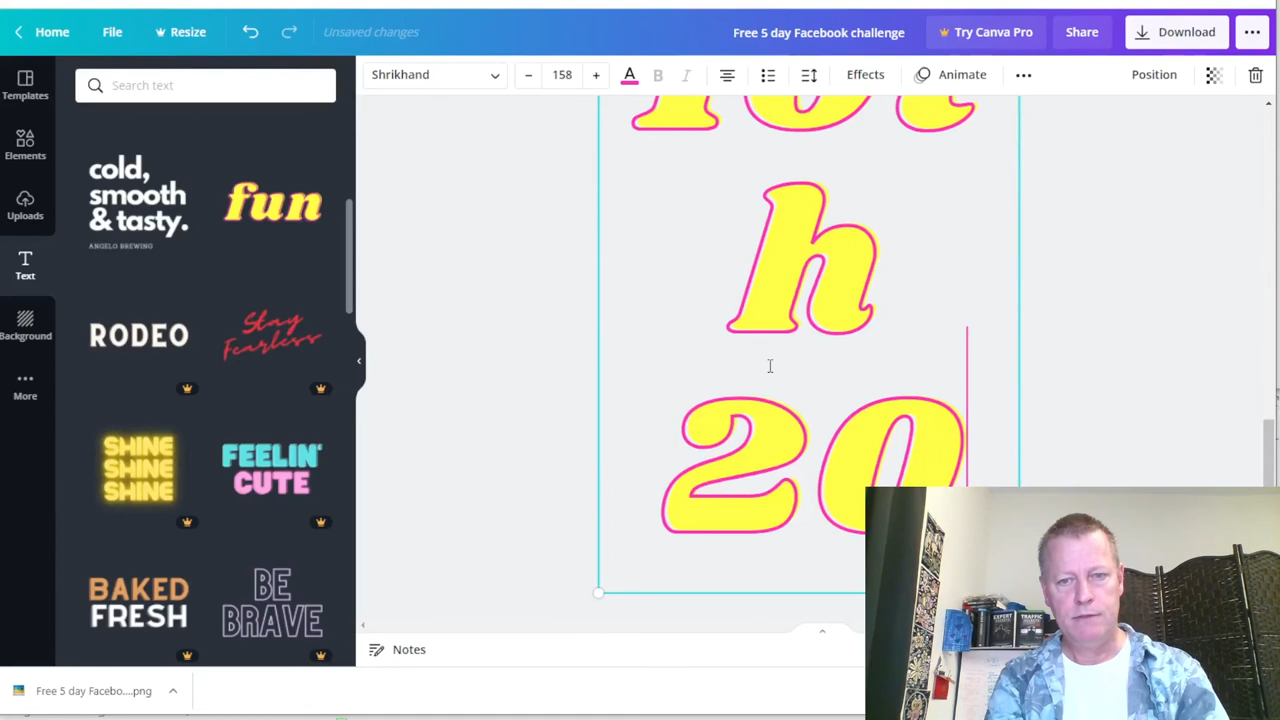 Home File Resize Unsaved changes Free 5 day Facebook challenge Try Canva Pro Share Download
Shrikhand 158 A B I Effects Animate Position
Search text
Templates
Elements
Uploads
Text
Background
More
cold,
smooth
& tasty.
ANGELO BREWING
fun
RODEO
Stay
Fearless
SHINE
SHINE
SHINE
FEELIN'
CUTE
BAKED
FRESH
BE
BRAVE
h
20
EXPERT
TRAFFIC
Notes
Free 5 day Facebo....png